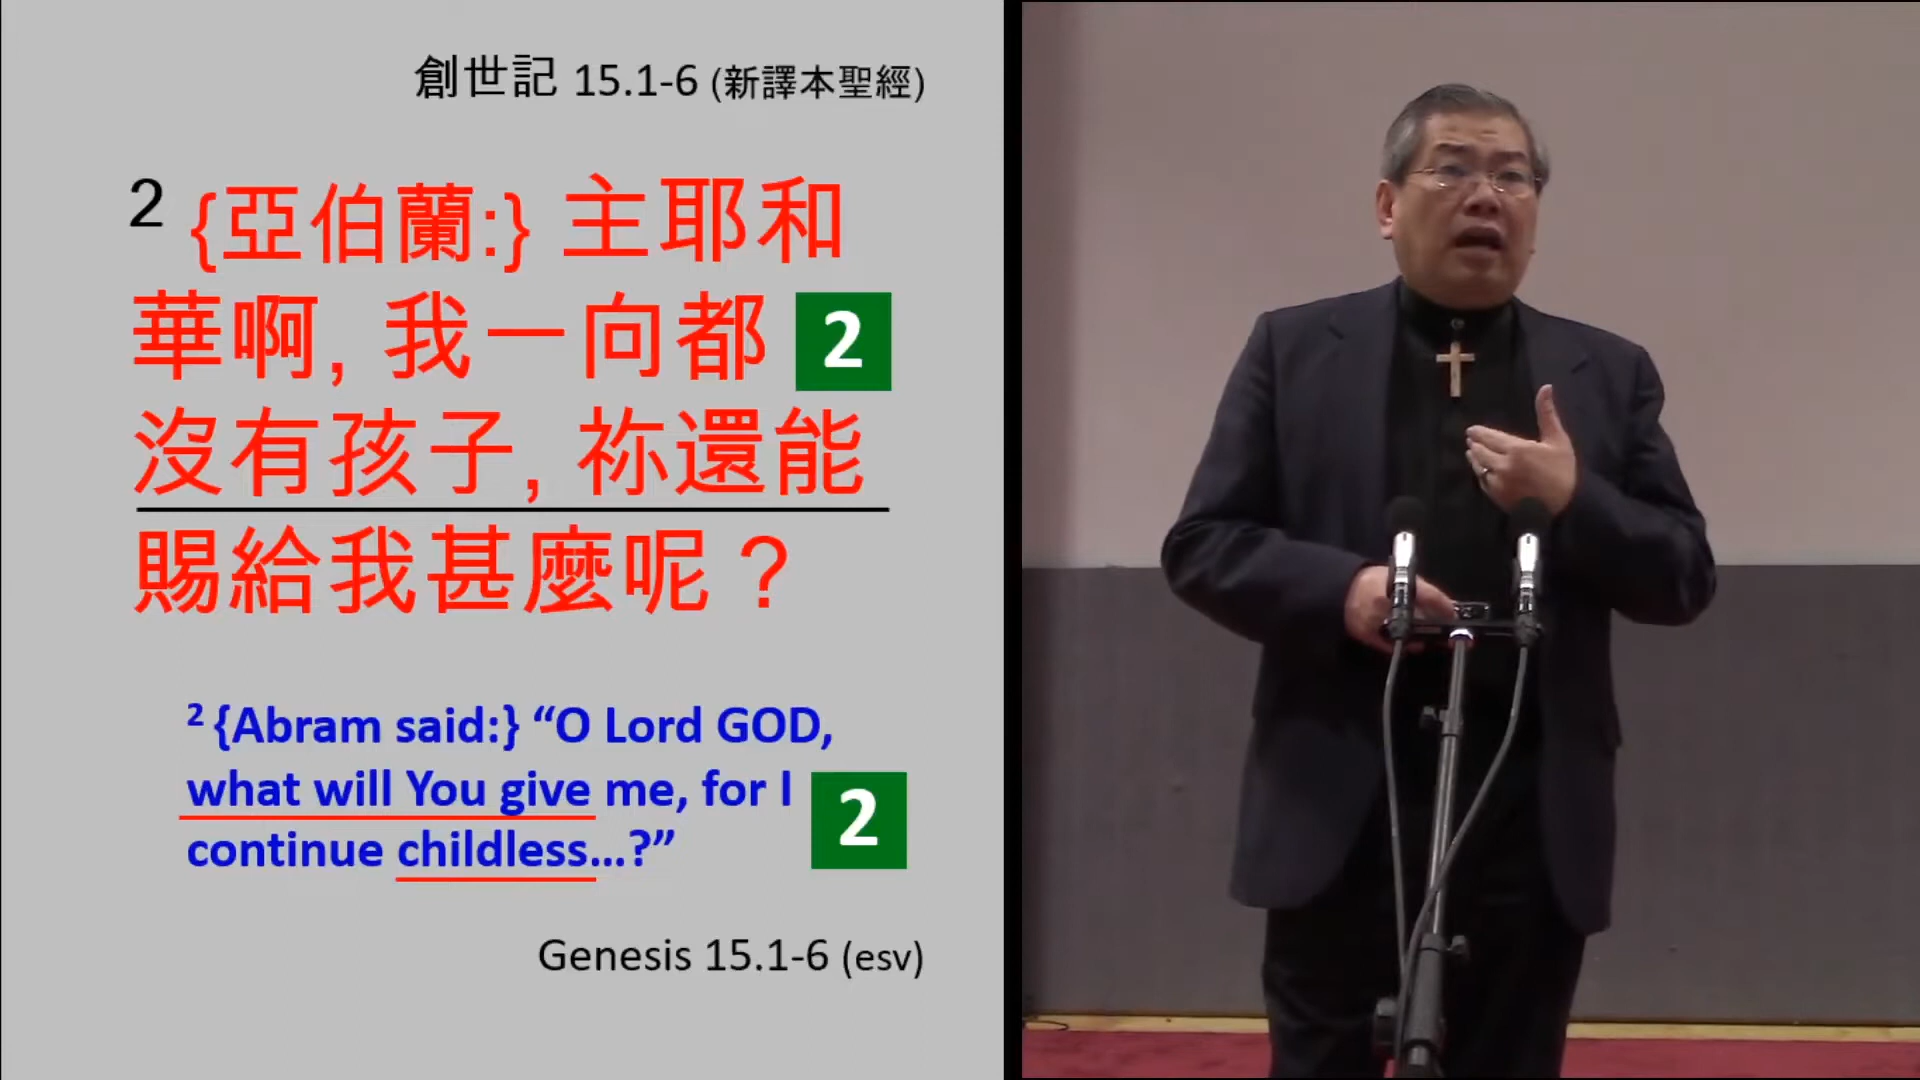 創世記 15.1-6 (新譯本聖經)
2 {亞伯蘭:} 主耶和
華啊, 我一向都 2
沒有孩子, 祢還能
賜給我甚麼呢？
2 {Abram said:} “O Lord GOD,
what will You give me, for I
continue childless...?” 2
Genesis 15.1-6 (esv)